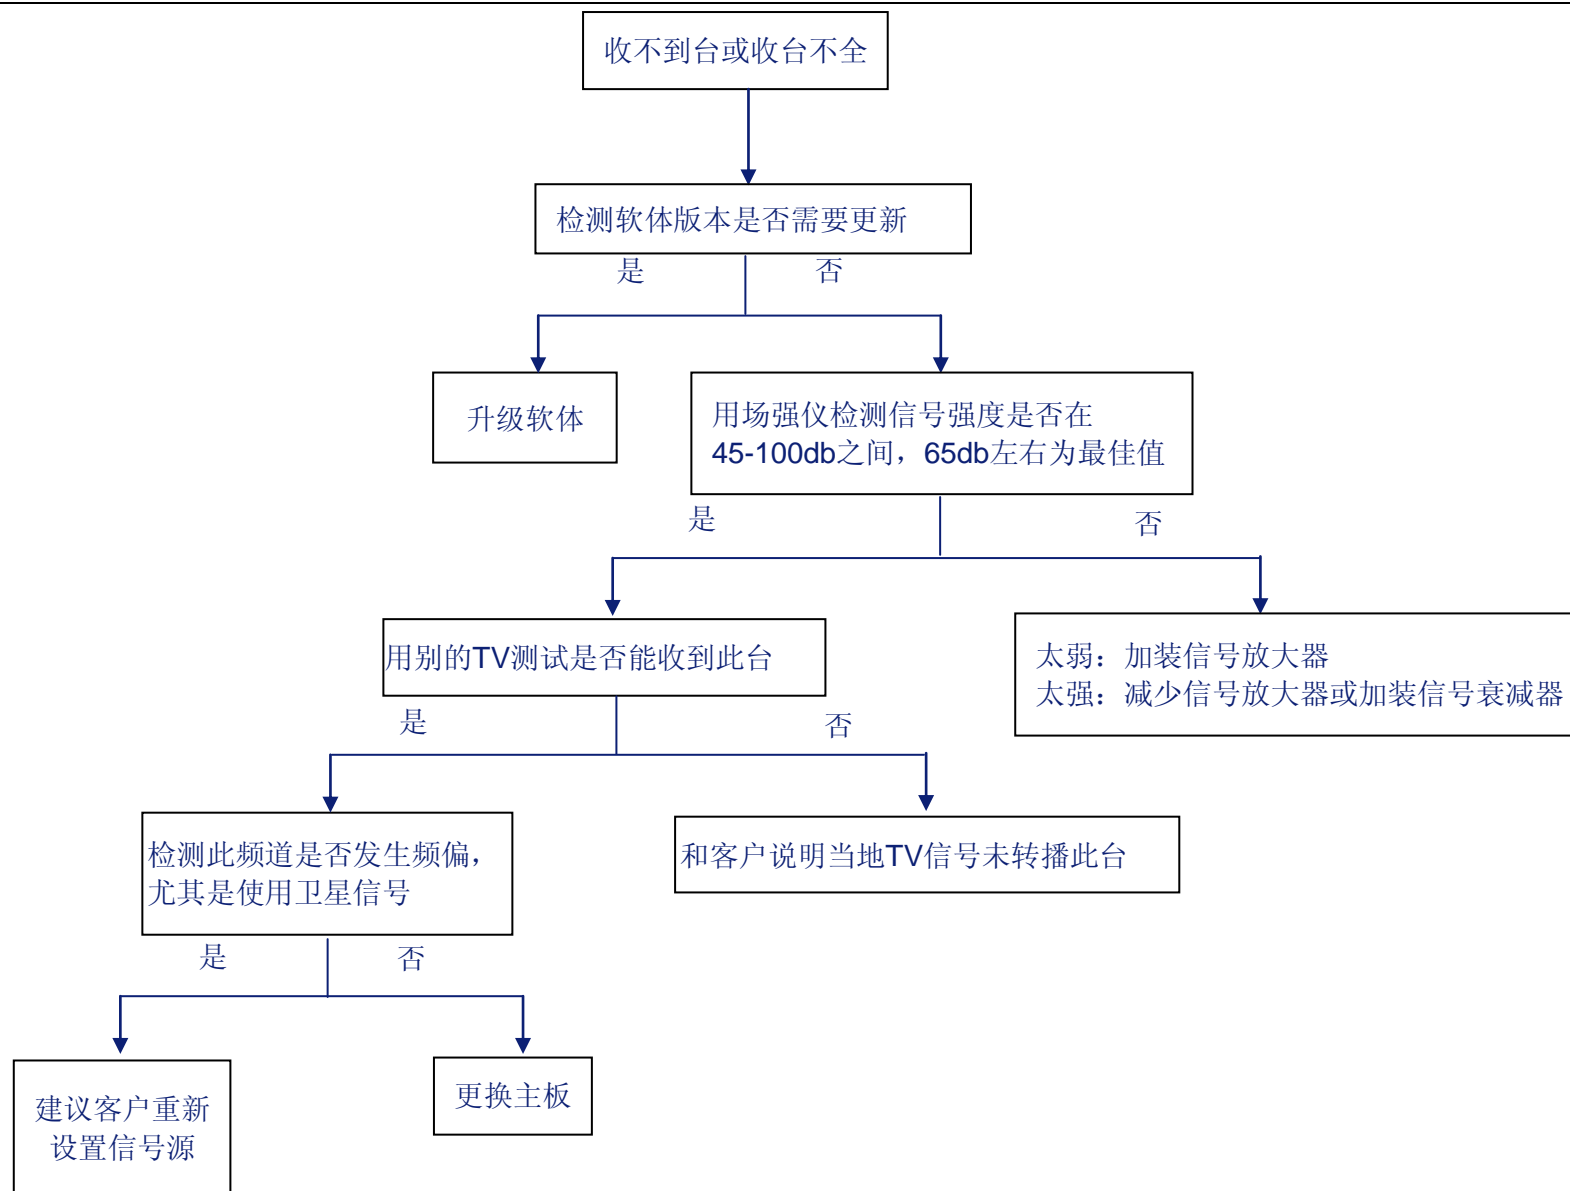 收不到台或收台不全
检测软体版本是否需要更新
是
否
升级软体
用场强仪检测信号强度是否在
45-100db之间，65db左右为最佳值
是
否
用别的TV测试是否能收到此台
太弱：加装信号放大器
太强：减少信号放大器或加装信号衰减器
是
否
检测此频道是否发生频偏，
尤其是使用卫星信号
和客户说明当地TV信号未转播此台
是
否
建议客户重新
设置信号源
更换主板